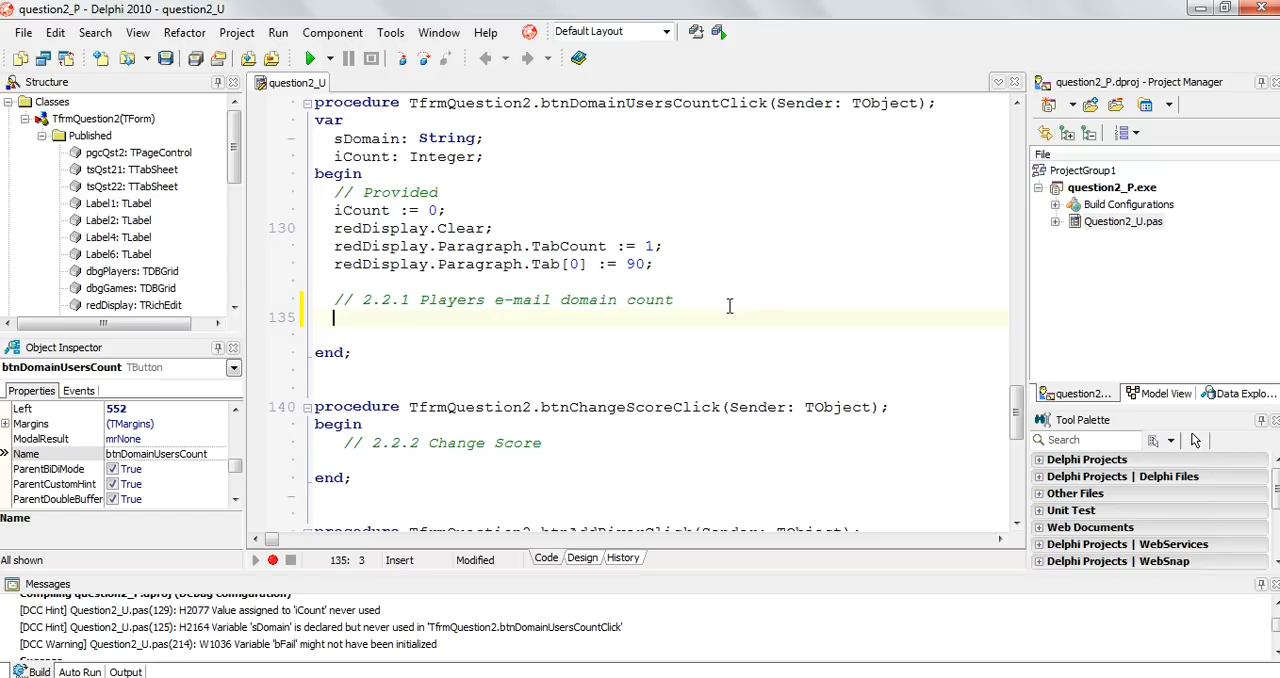 question2_P - Delphi 2010 - question2_U
File Edit Search View Refactor Project Run Component Tools Window Help Default Layout
Structure
Classes
TfrmQuestion2(TForm)
Published
pgcQst2: TPageControl
tsQst21: TTabSheet
tsQst22: TTabSheet
Label1: TLabel
Label2: TLabel
Label4: TLabel
Label6: TLabel
dbgPlayers: TDBGrid
dbgGames: TDBGrid
redDisplay: TRichEdit
Object Inspector
btnDomainUsersCount TButton
Properties Events
Left 552
Margins (TMargins)
ModalResult mrNone
Name btnDomainUsersCount
ParentBiDiMode True
ParentCustomHint True
ParentDoubleBuffer True
Name
All shown
question2_U
procedure TfrmQuestion2.btnDomainUsersCountClick(Sender: TObject);
var
sDomain: String;
iCount: Integer;
begin
// Provided
iCount := 0;
130 redDisplay.Clear;
redDisplay.Paragraph.TabCount := 1;
redDisplay.Paragraph.Tab[0] := 90;
// 2.2.1 Players e-mail domain count
135
end;
140 procedure TfrmQuestion2.btnChangeScoreClick(Sender: TObject);
begin
// 2.2.2 Change Score
end;
135: 3 Insert Modified Code Design History
question2_P.dproj - Project Manager
File
ProjectGroup1
question2_P.exe
Build Configurations
Question2_U.pas
question2... Model View Data Explo...
Tool Palette
Search
Delphi Projects
Delphi Projects | Delphi Files
Other Files
Unit Test
Web Documents
Delphi Projects | WebServices
Delphi Projects | WebSnap
Messages
Compiling question2_P.dproj (Debug configuration)
[DCC Hint] Question2_U.pas(129): H2077 Value assigned to 'iCount' never used
[DCC Hint] Question2_U.pas(125): H2164 Variable 'sDomain' is declared but never used in 'TfrmQuestion2.btnDomainUsersCountClick'
[DCC Warning] Question2_U.pas(214): W1036 Variable 'bFail' might not have been initialized
Build Auto Run Output